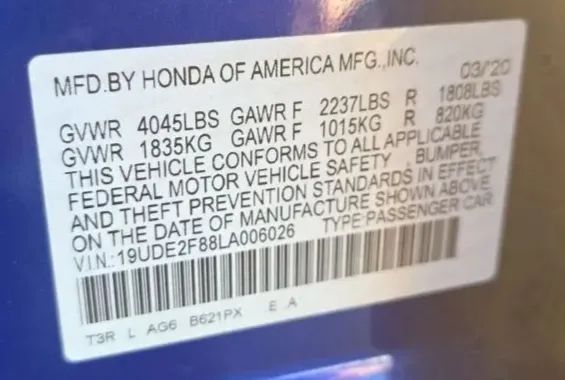 MFD.BY HONDA OF AMERICA MFG.,INC. 03/20
GVWR 4045LBS GAWR F 2237LBS R 1808LBS
GVWR 1835KG GAWR F 1015KG R 820KG
THIS VEHICLE CONFORMS TO ALL APPLICABLE
FEDERAL MOTOR VEHICLE SAFETY, BUMPER,
AND THEFT PREVENTION STANDARDS IN EFFECT
ON THE DATE OF MANUFACTURE SHOWN ABOVE.
V.I.N.: 19UDE2F88LA006026 TYPE:PASSENGER CAR
T3R L AG6 B621PX E A